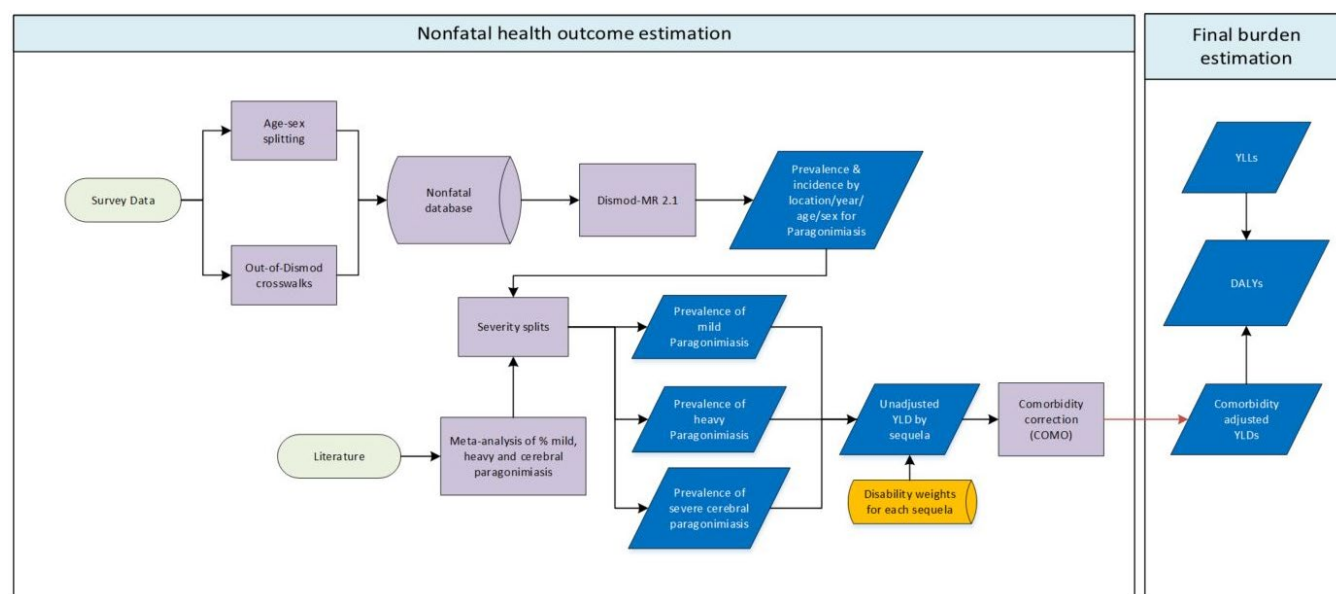 Nonfatal health outcome estimation
Final burden
estimation
Age-sex
splitting
Survey Data
Out-of-Dismod
crosswalks
Nonfatal
database
Dismod-MR 2.1
Prevalence &
incidence by
location/year/
age/sex for
Paragonimiasis
YLLs
DALYs
Severity splits
Prevalence of
mild
Paragonimiasis
Prevalence of
heavy
Paragonimiasis
Prevalence of
severe cerebral
paragonimiasis
Literature
Meta-analysis of % mild,
heavy and cerebral
paragonimiasis
Unadjusted
YLD by
sequela
Disability weights
for each sequela
Comorbidity
correction
(COMO)
Comorbidity
adjusted
YLDs